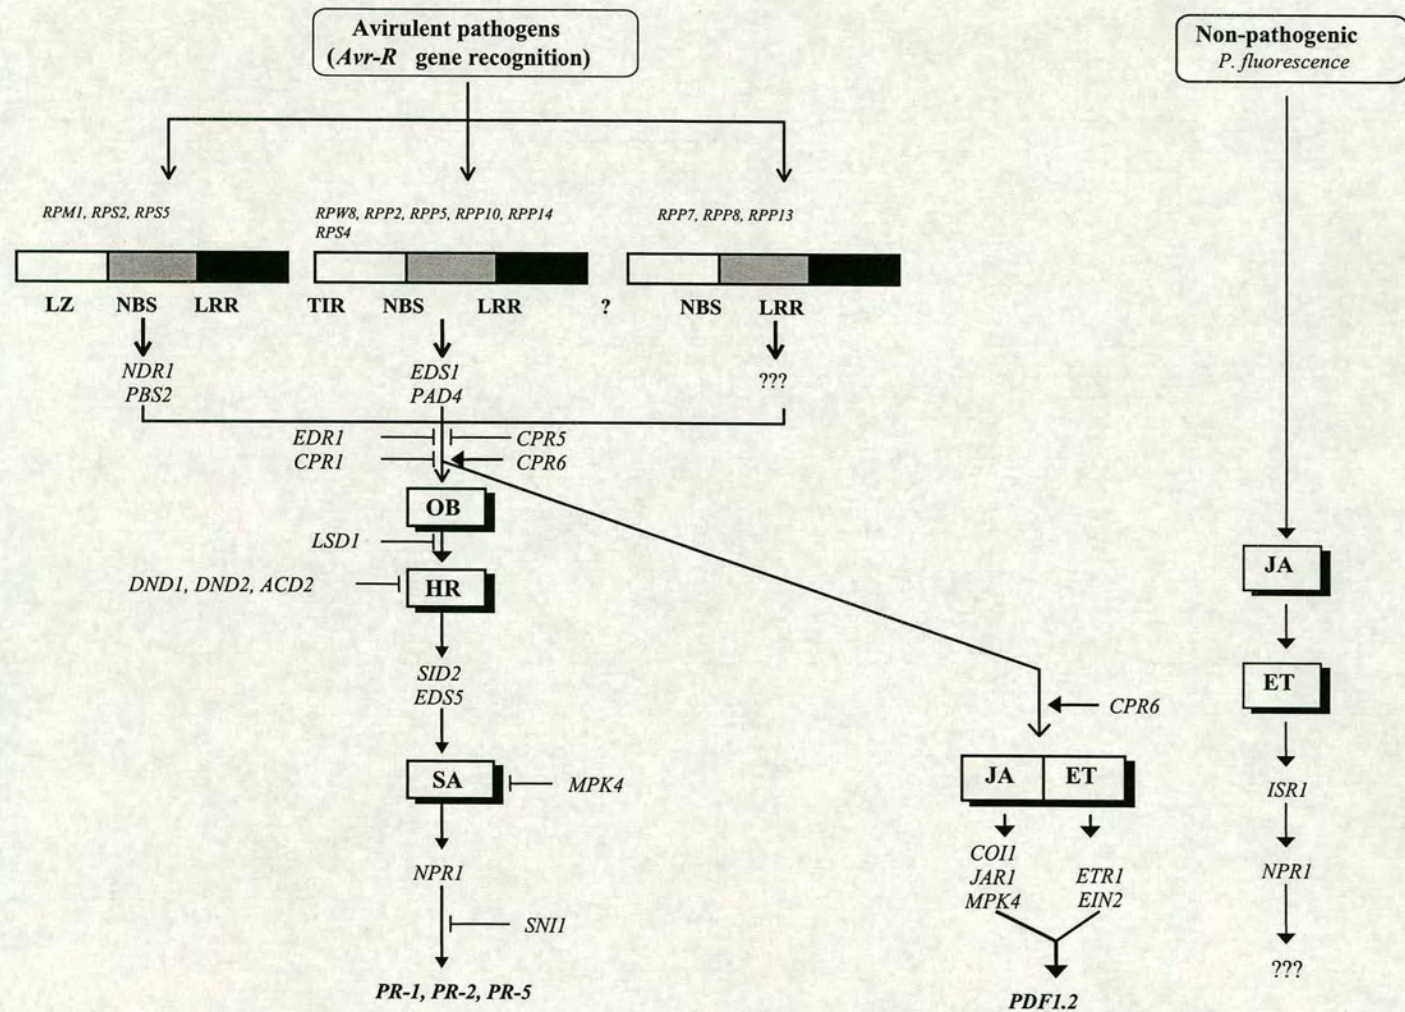 Avirulent pathogens
(Avr-R gene recognition)
Non-pathogenic
P. fluorescence
RPM1, RPS2, RPS5
RPW8, RPP2, RPP5, RPP10, RPP14
RPS4
RPP7, RPP8, RPP13
LZ NBS LRR
TIR NBS LRR
? NBS LRR
NDR1
PBS2
EDS1
PAD4
???
EDR1
CPR1
CPR5
CPR6
OB
LSD1
HR
DND1, DND2, ACD2
SID2
EDS5
SA
MPK4
NPR1
SNI1
PR-1, PR-2, PR-5
CPR6
JA ET
COI1
JAR1
MPK4
ETR1
EIN2
PDF1.2
JA
ET
ISR1
NPR1
???